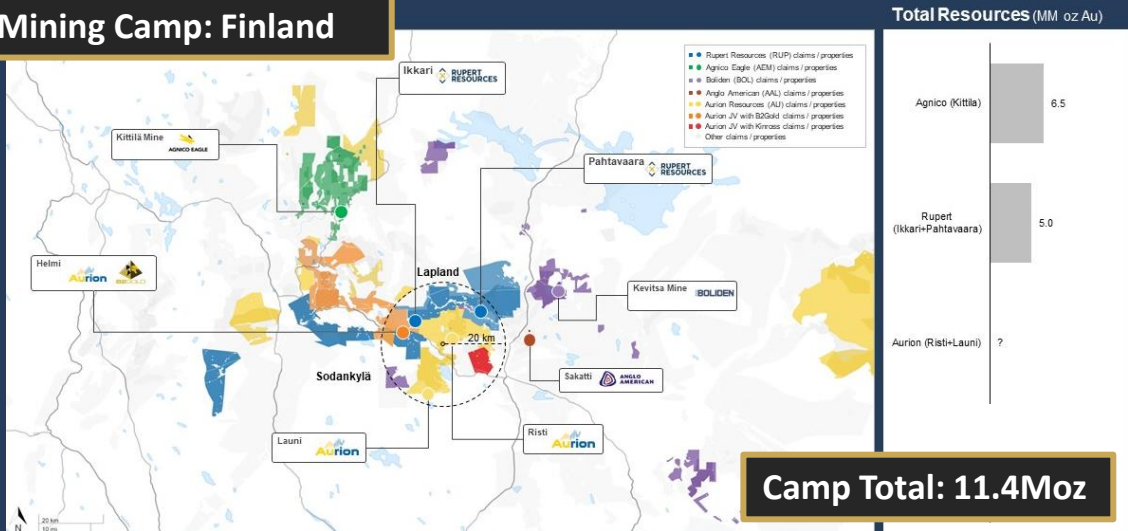 Mining Camp: Finland
Total Resources (MM oz Au)
Rupert Resources (RUP) claims / properties
Agnico Eagle (AEM) claims / properties
Boliden (BOL) claims / properties
Anglo American (AAL) claims / properties
Aurion Resources (AU) claims / properties
Aurion JV with B2Gold claims / properties
Aurion JV with Kinross claims / properties
Other claims / properties
Ikkari RUPERT
RESOURCES
Kittilä Mine
AGNICO EAGLE
Pahtavaara RUPERT
RESOURCES
Helmi
Aurion B2GOLD
Lapland
Kevitsa Mine BOLIDEN
20 km
Sodankylä
Sakatti ANGLO
AMERICAN
Launi
Aurion
Risti
Aurion
N
20 km
10 mi
Agnico (Kittila)
6.5
Rupert
(Ikkari+Pahtavaara)
5.0
Aurion (Risti+Launi)
?
Camp Total: 11.4Moz